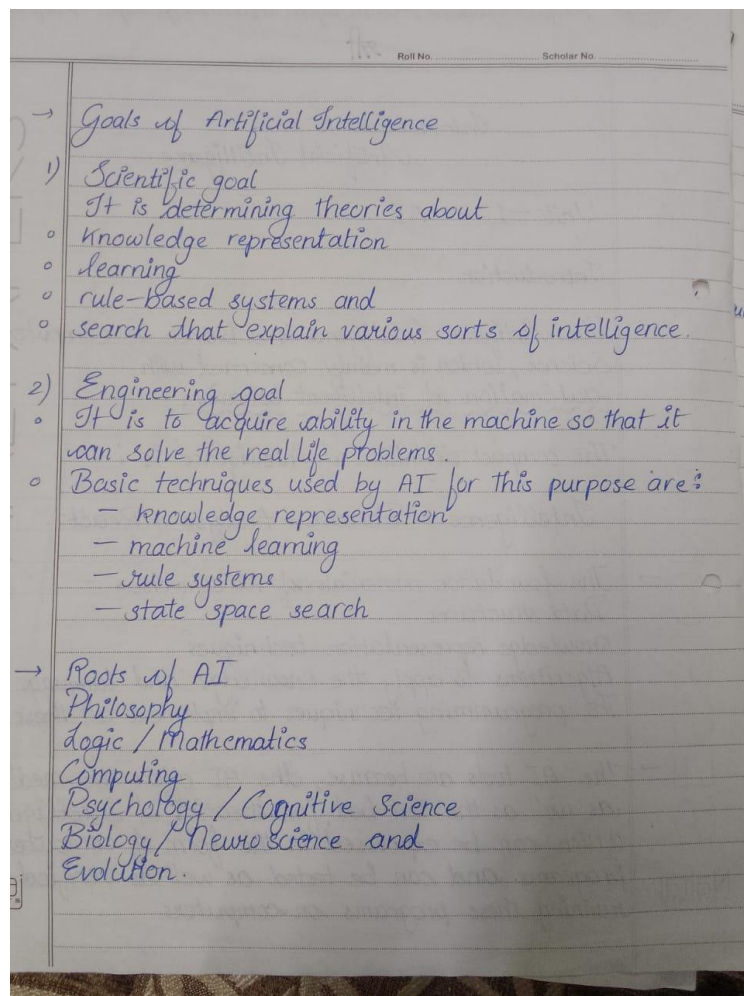 Roll No. Scholar No.
→ Goals of Artificial Intelligence
1) Scientific goal
It is determining theories about
o knowledge representation
o learning
o rule-based systems and
o search that explain various sorts of intelligence.
2) Engineering goal
o It is to acquire ability in the machine so that it
can solve the real life problems.
o Basic techniques used by AI for this purpose are:
— knowledge representation
— machine learning
— rule systems
— state space search
→ Roots of AI
Philosophy
Logic / Mathematics
Computing
Psychology / Cognitive Science
Biology / Neuroscience and
Evolution.